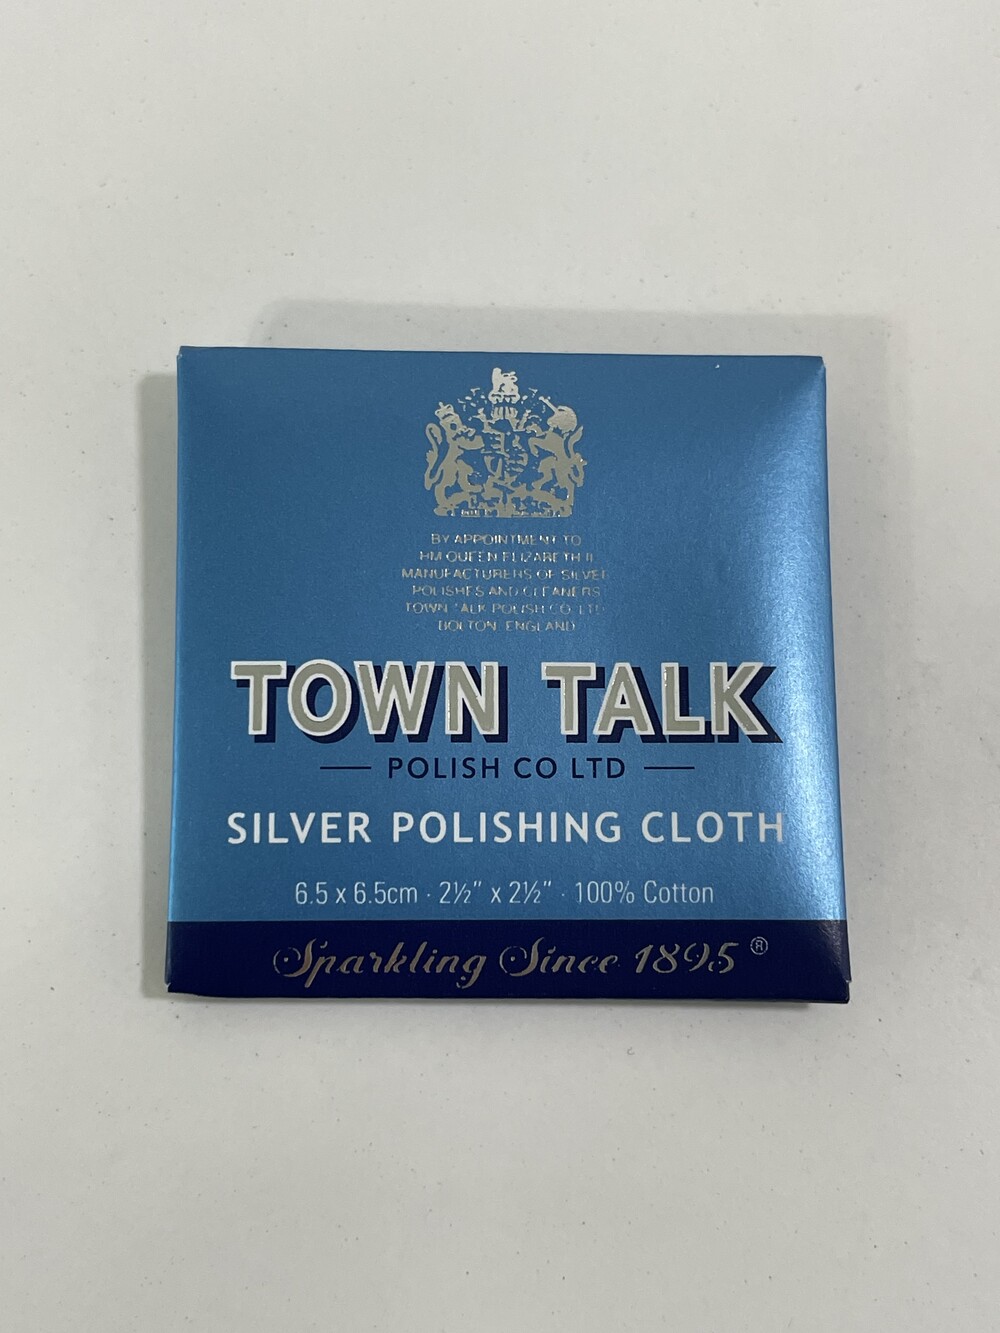 BY APPOINTMENT TO
HM QUEEN ELIZABETH II
MANUFACTURERS OF SILVER
POLISHES AND CLEANERS
TOWN TALK POLISH CO. LTD.
BOLTON, ENGLAND
TOWN TALK
POLISH CO LTD
SILVER POLISHING CLOTH
6.5 x 6.5cm · 2½" x 2½" · 100% Cotton
Sparkling Since 1895®